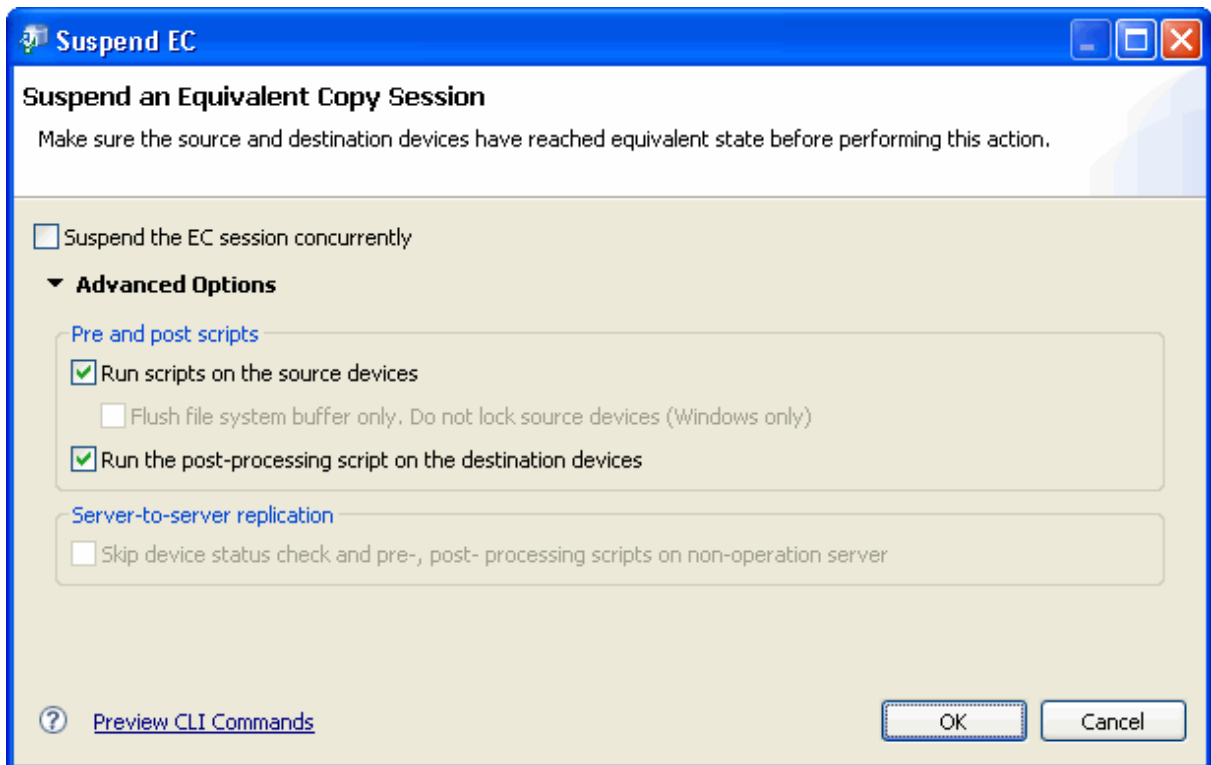 Suspend EC
Suspend an Equivalent Copy Session
Make sure the source and destination devices have reached equivalent state before performing this action.
Suspend the EC session concurrently
Advanced Options
Pre and post scripts
Run scripts on the source devices
Flush file system buffer only. Do not lock source devices (Windows only)
Run the post-processing script on the destination devices
Server-to-server replication
Skip device status check and pre-, post- processing scripts on non-operation server
? Preview CLI Commands OK Cancel